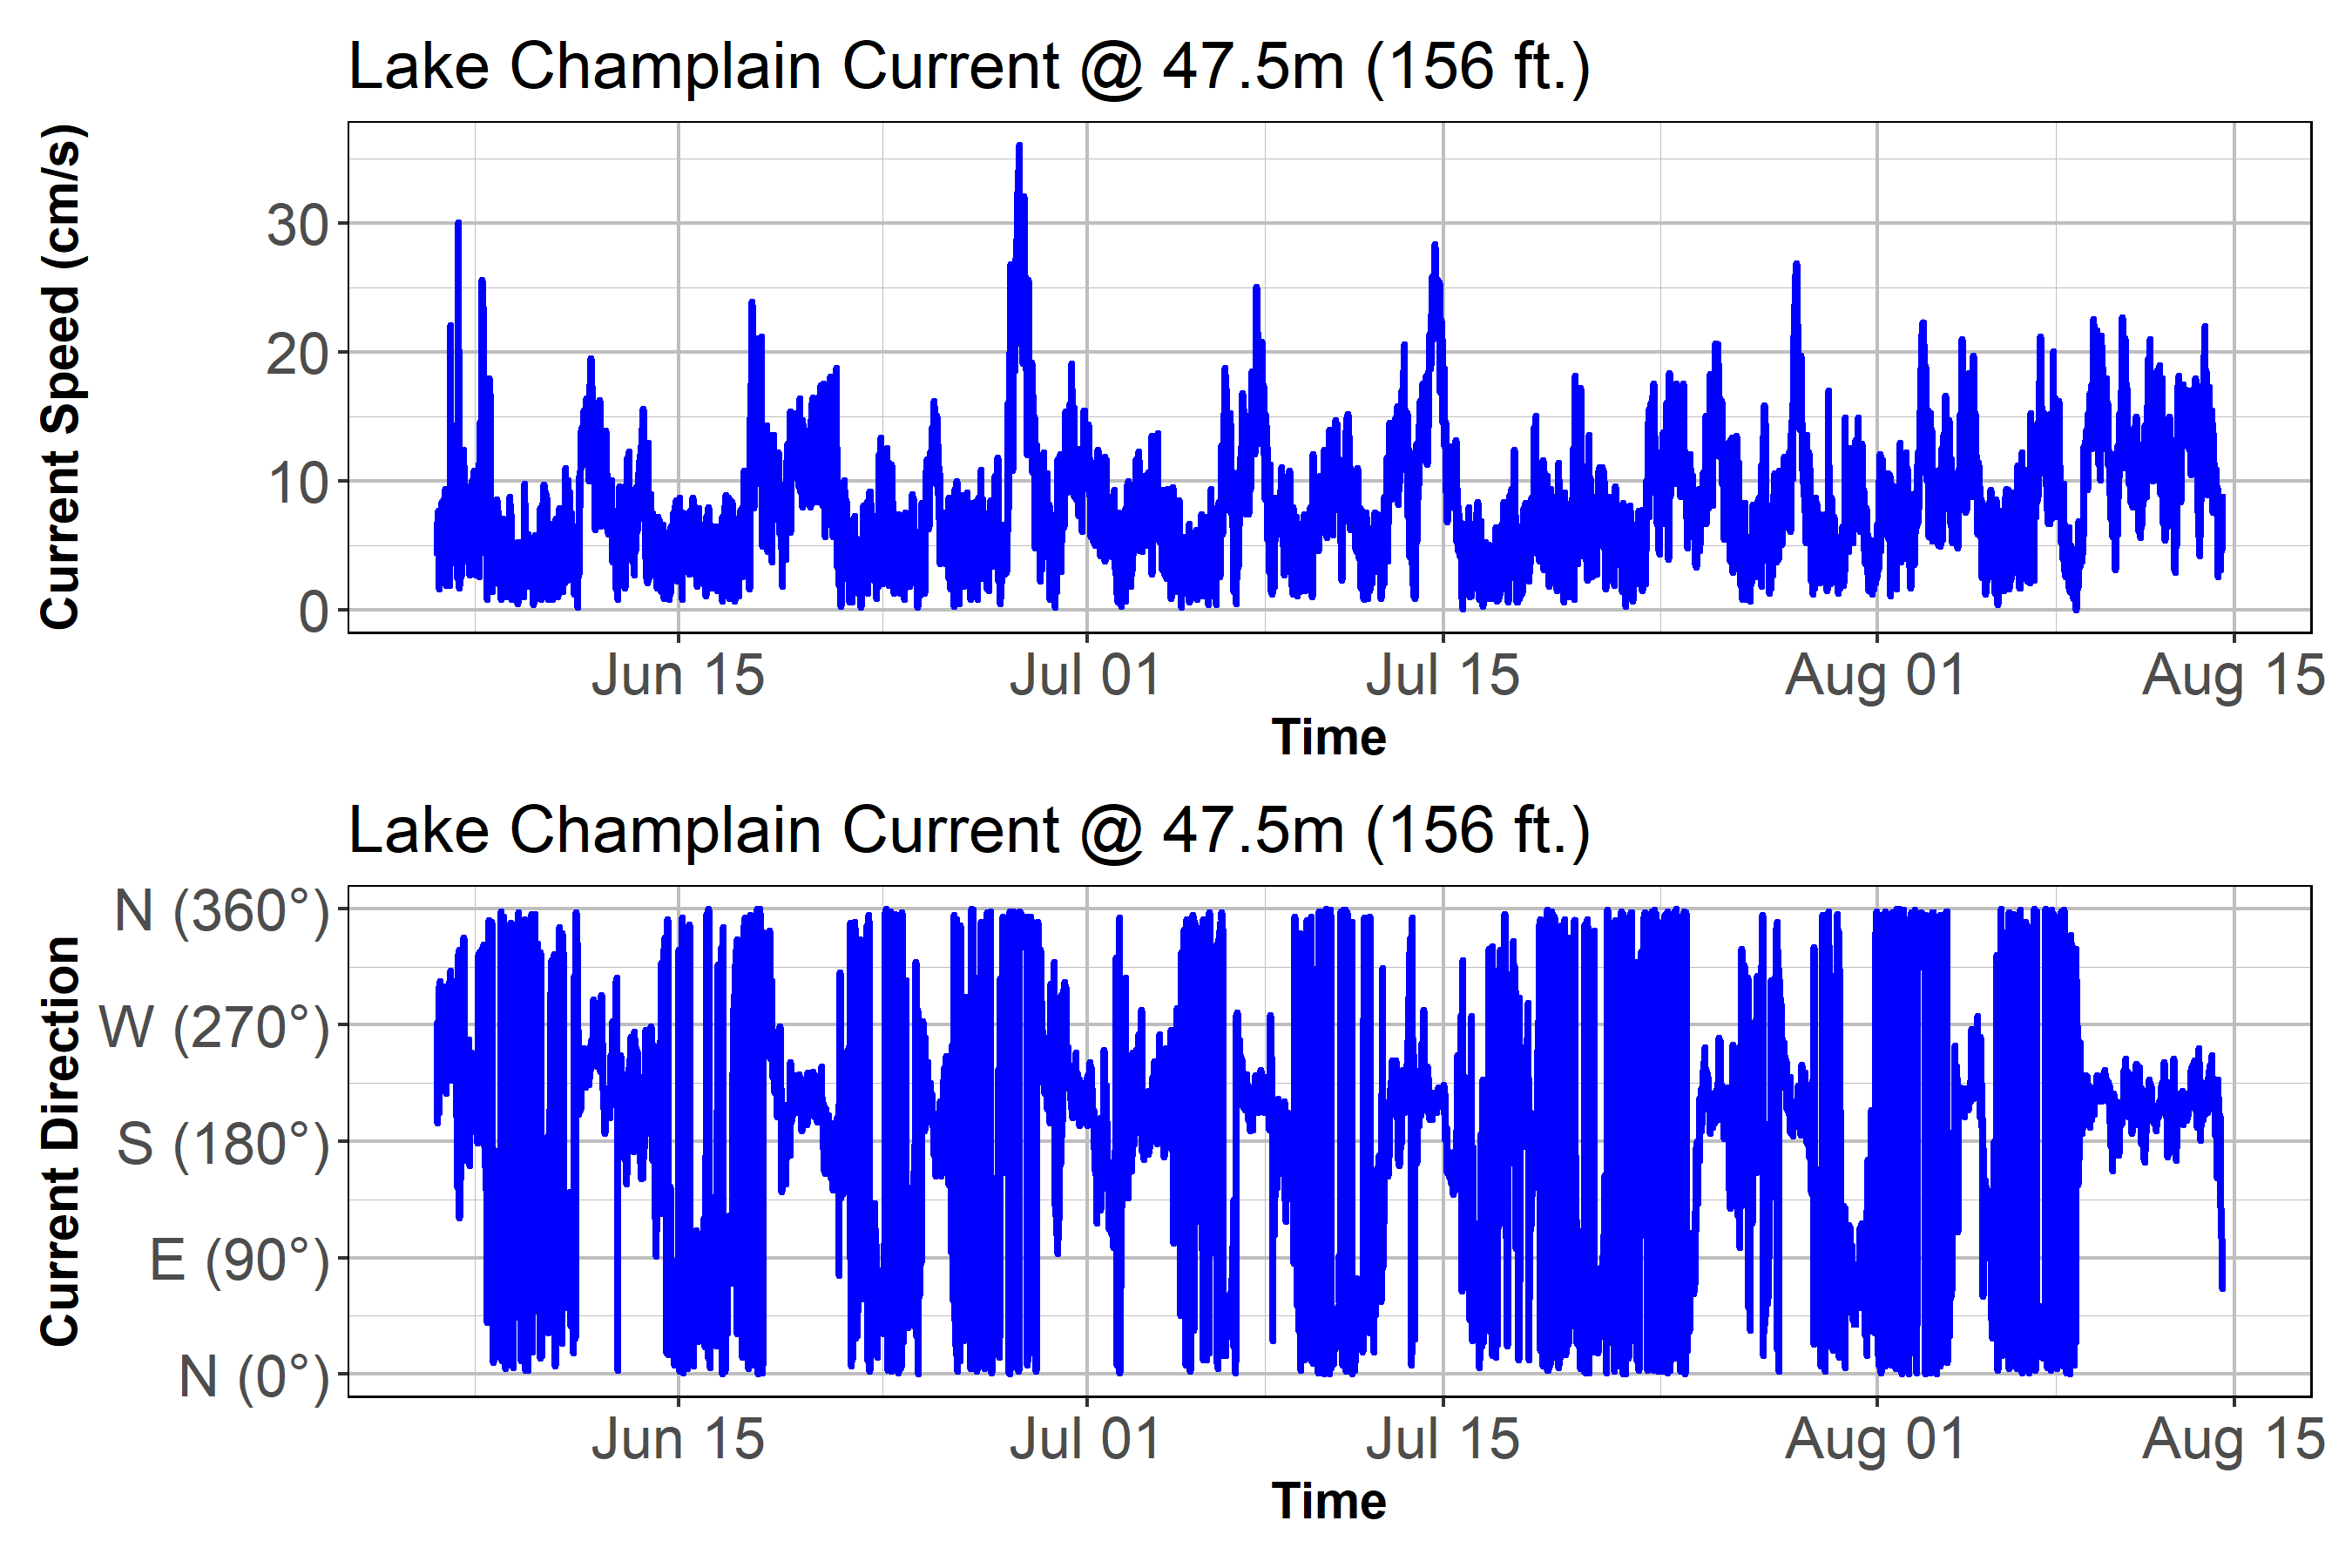 Lake Champlain Current @ 47.5m (156 ft.)
Current Speed (cm/s)
30
20
10
0
Jun 15 Jul 01 Jul 15 Aug 01 Aug 15
Time
Lake Champlain Current @ 47.5m (156 ft.)
Current Direction
N (360°)
W (270°)
S (180°)
E (90°)
N (0°)
Jun 15 Jul 01 Jul 15 Aug 01 Aug 15
Time